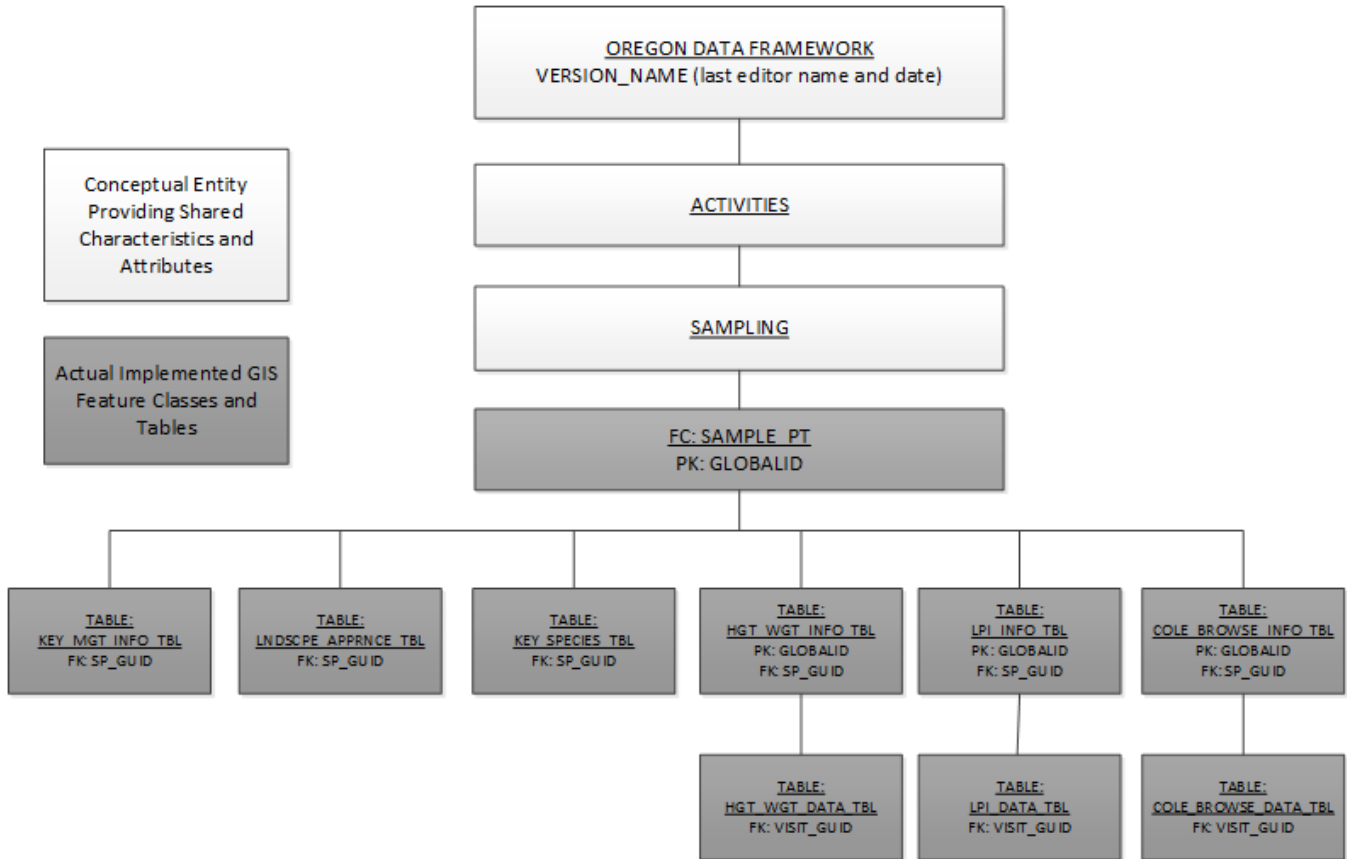 OREGON DATA FRAMEWORK
VERSION_NAME (last editor name and date)
Conceptual Entity
Providing Shared
Characteristics and
Attributes
ACTIVITIES
SAMPLING
Actual Implemented GIS
Feature Classes and
Tables
FC: SAMPLE_PT
PK: GLOBALID
TABLE:
KEY_MGT_INFO_TBL
FK: SP_GUID
TABLE:
LNDSCPE_APPRNCE_TBL
FK: SP_GUID
TABLE:
KEY_SPECIES_TBL
FK: SP_GUID
TABLE:
HGT_WGT_INFO_TBL
PK: GLOBALID
FK: SP_GUID
TABLE:
LPI_INFO_TBL
PK: GLOBALID
FK: SP_GUID
TABLE:
COLE_BROWSE_INFO_TBL
PK: GLOBALID
FK: SP_GUID
TABLE:
HGT_WGT_DATA_TBL
FK: VISIT_GUID
TABLE:
LPI_DATA_TBL
FK: VISIT_GUID
TABLE:
COLE_BROWSE_DATA_TBL
FK: VISIT_GUID